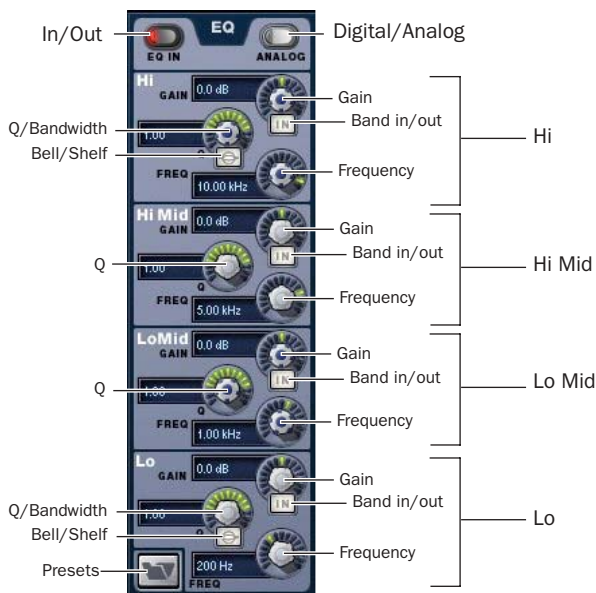 In/Out
EQ
Digital/Analog
EQ IN
ANALOG
Hi
GAIN
0.0 dB
Gain
Q/Bandwidth
1.00
IN
Band in/out
Hi
Bell/Shelf
Q
FREQ
10.00 kHz
Frequency
Hi Mid
GAIN
0.0 dB
Gain
IN
Band in/out
Q
1.00
Hi Mid
Q
FREQ
5.00 kHz
Frequency
LoMid
GAIN
0.0 dB
Gain
IN
Band in/out
Q
1.00
Lo Mid
Q
FREQ
1.00 kHz
Frequency
Lo
GAIN
0.0 dB
Gain
IN
Band in/out
Q/Bandwidth
1.00
Lo
Bell/Shelf
Q
Frequency
Presets
200 Hz
FREQ